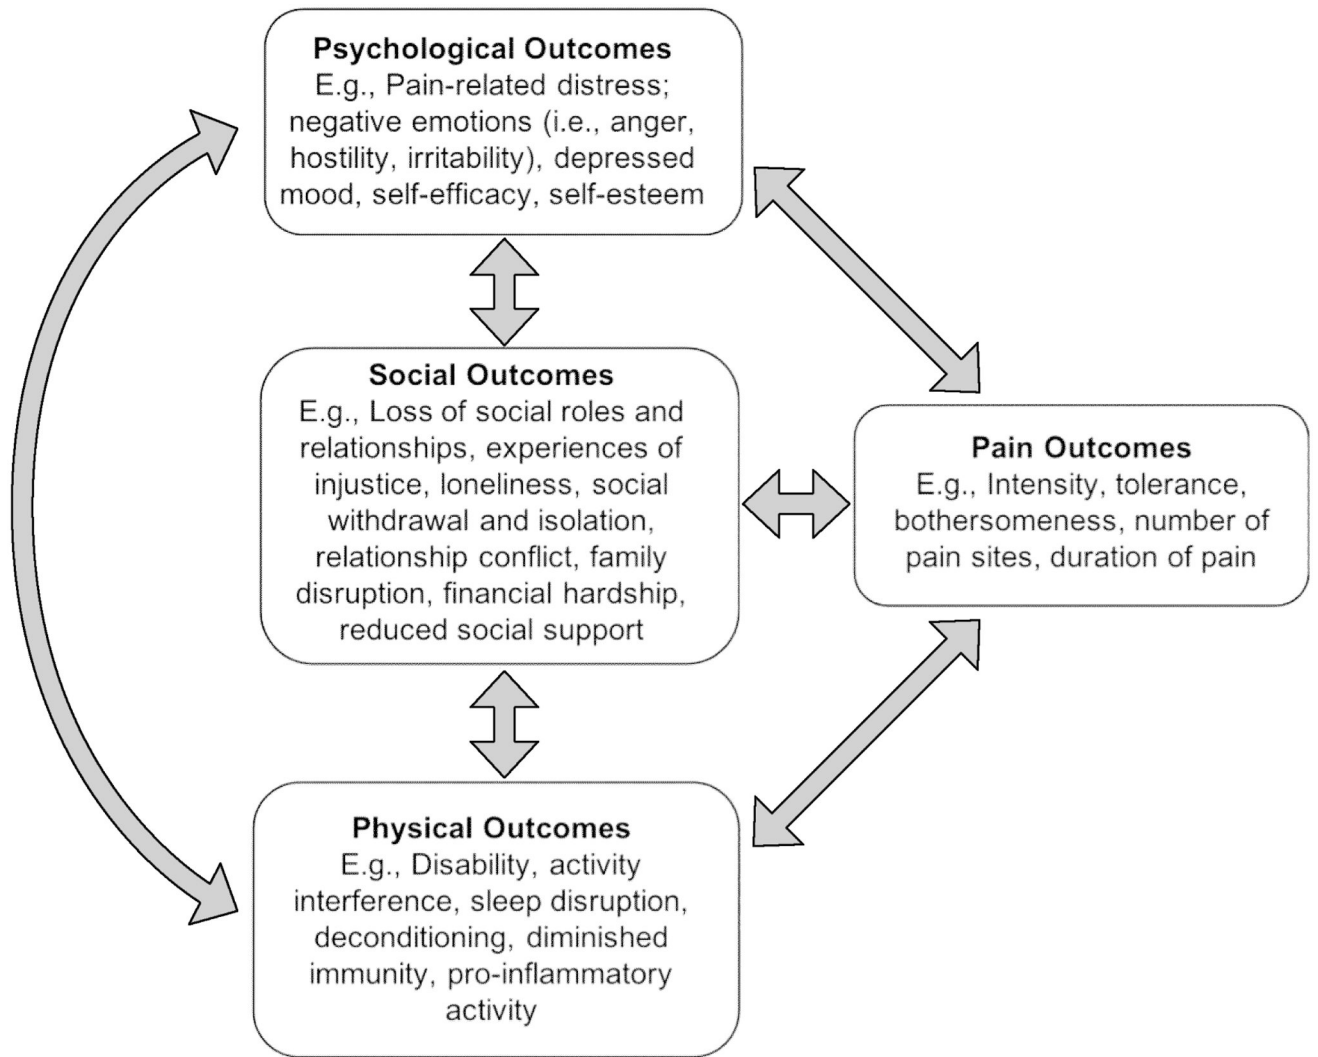 Psychological Outcomes
E.g., Pain-related distress;
negative emotions (i.e., anger,
hostility, irritability), depressed
mood, self-efficacy, self-esteem
Social Outcomes
E.g., Loss of social roles and
relationships, experiences of
injustice, loneliness, social
withdrawal and isolation,
relationship conflict, family
disruption, financial hardship,
reduced social support
Pain Outcomes
E.g., Intensity, tolerance,
bothersomeness, number of
pain sites, duration of pain
Physical Outcomes
E.g., Disability, activity
interference, sleep disruption,
deconditioning, diminished
immunity, pro-inflammatory
activity